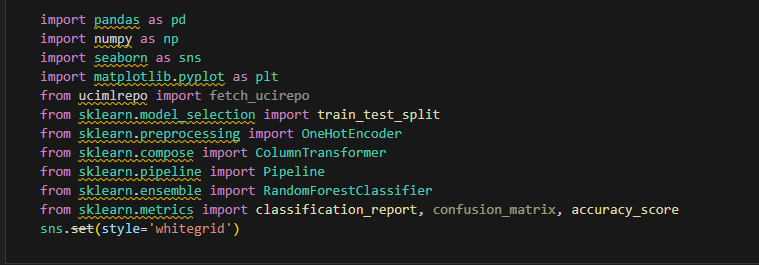 import pandas as pd
import numpy as np
import seaborn as sns
import matplotlib.pyplot as plt
from ucimlrepo import fetch_ucirepo
from sklearn.model_selection import train_test_split
from sklearn.preprocessing import OneHotEncoder
from sklearn.compose import ColumnTransformer
from sklearn.pipeline import Pipeline
from sklearn.ensemble import RandomForestClassifier
from sklearn.metrics import classification_report, confusion_matrix, accuracy_score
sns.set(style='whitegrid')